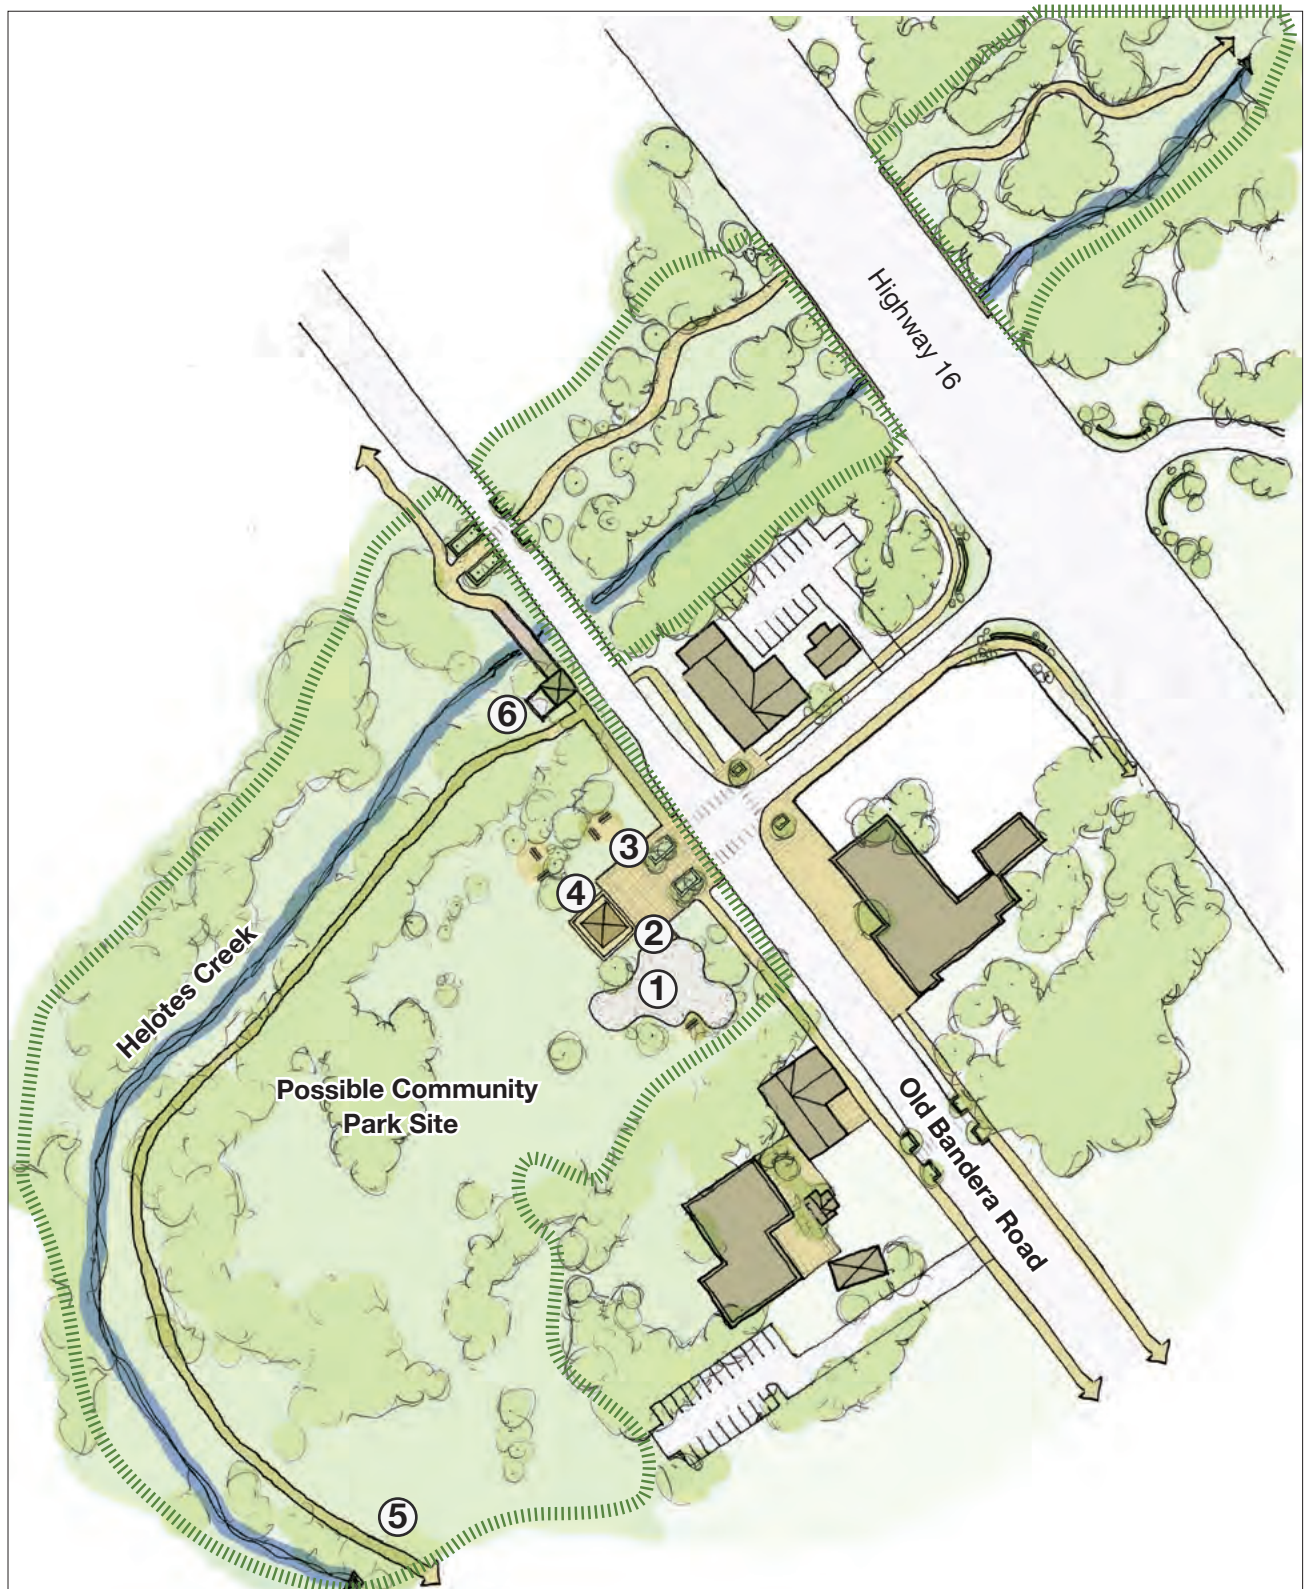 Highway 16
6
3
4
2
1
Helotes Creek
Possible Community
Park Site
Old Bandera Road
5